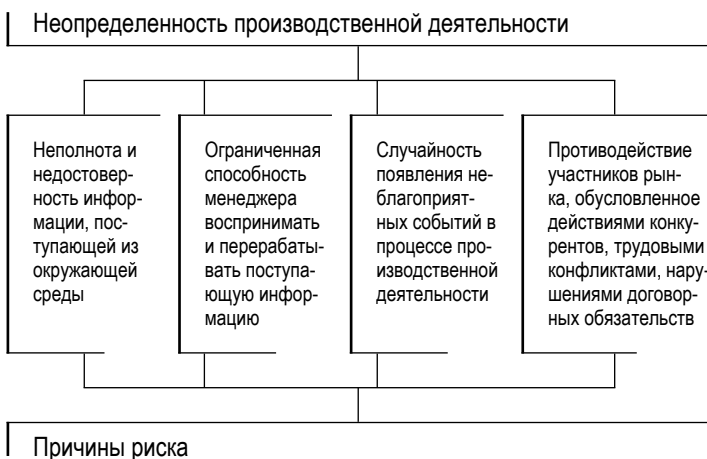 Неопределенность производственной деятельности
Неполнота и
недостовер-
ность инфор-
мации, пос-
тупающей из
окружающей
среды
Ограниченная
способность
менеджера
воспринимать
и перерабаты-
вать поступа-
ющую инфор-
мацию
Случайность
появления не-
благоприят-
ных событий в
процессе про-
изводственной
деятельности
Противодействие
участников рын-
ка, обусловленное
действиями конку-
рентов, трудовыми
конфликтами, нару-
шениями договор-
ных обязательств
Причины риска